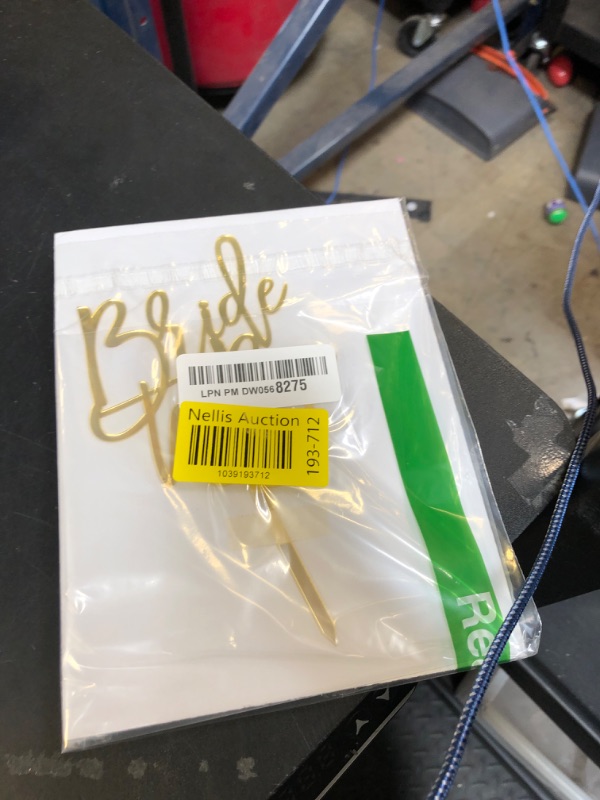 Bride
LPN PM DW0568275
Nellis Auction
193-712
1039193712
Re